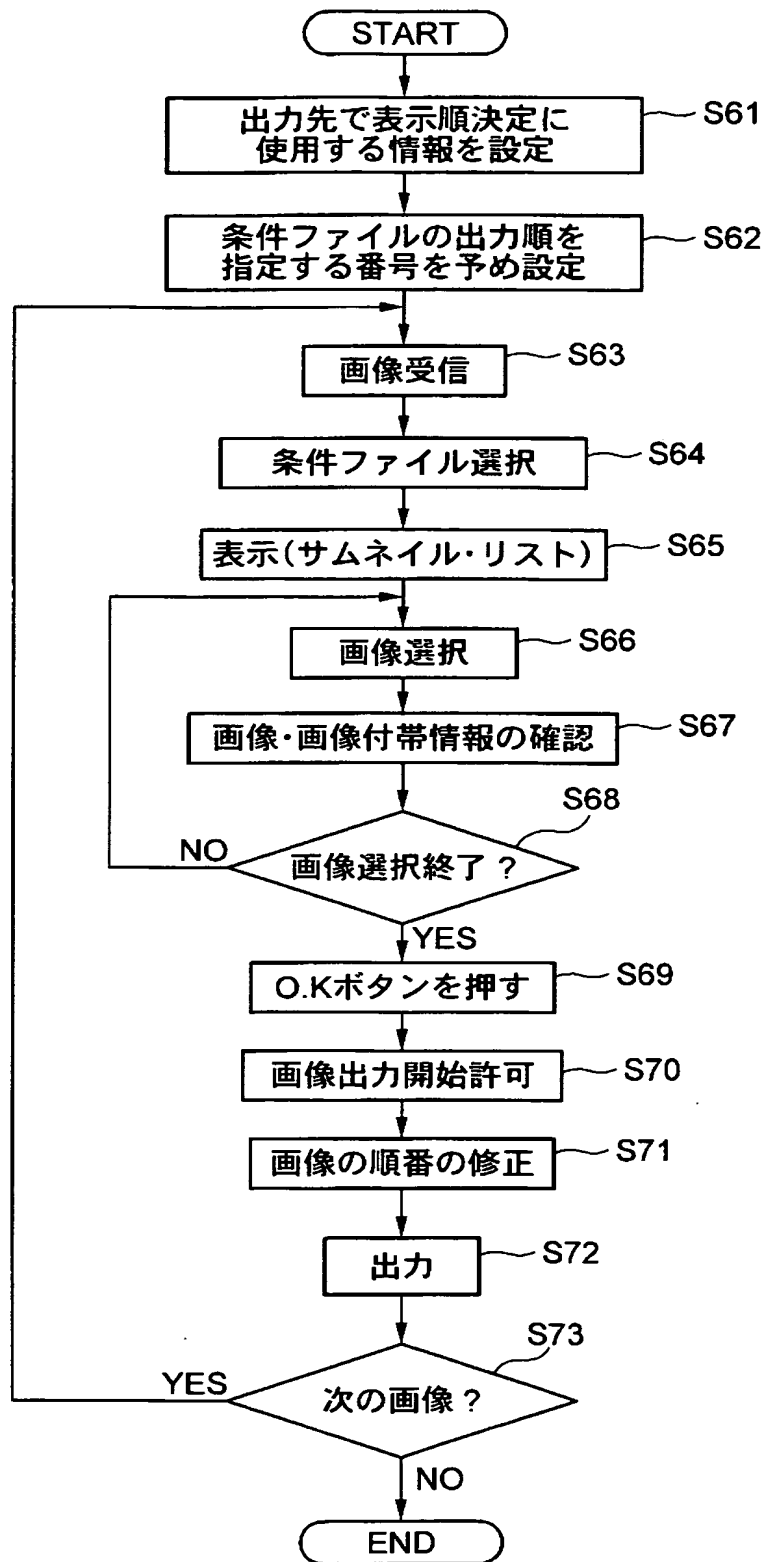 START
出力先で表示順決定に
使用する情報を設定
S61
条件ファイルの出力順を
指定する番号を予め設定
S62
画像受信
S63
条件ファイル選択
S64
表示(サムネイル・リスト)
S65
画像選択
S66
画像・画像付帯情報の確認
S67
S68
NO
画像選択終了?
YES
O.Kボタンを押す
S69
画像出力開始許可
S70
画像の順番の修正
S71
出力
S72
S73
YES
次の画像?
NO
END